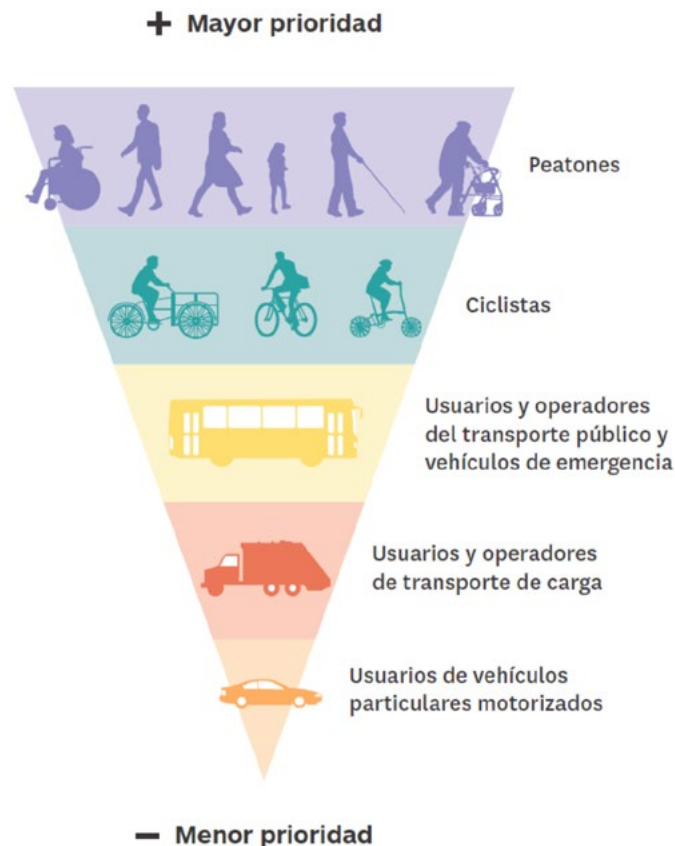 + Mayor prioridad
Peatones
Ciclistas
Usuarios y operadores
del transporte público y
vehículos de emergencia
Usuarios y operadores
de transporte de carga
Usuarios de vehículos
particulares motorizados
− Menor prioridad